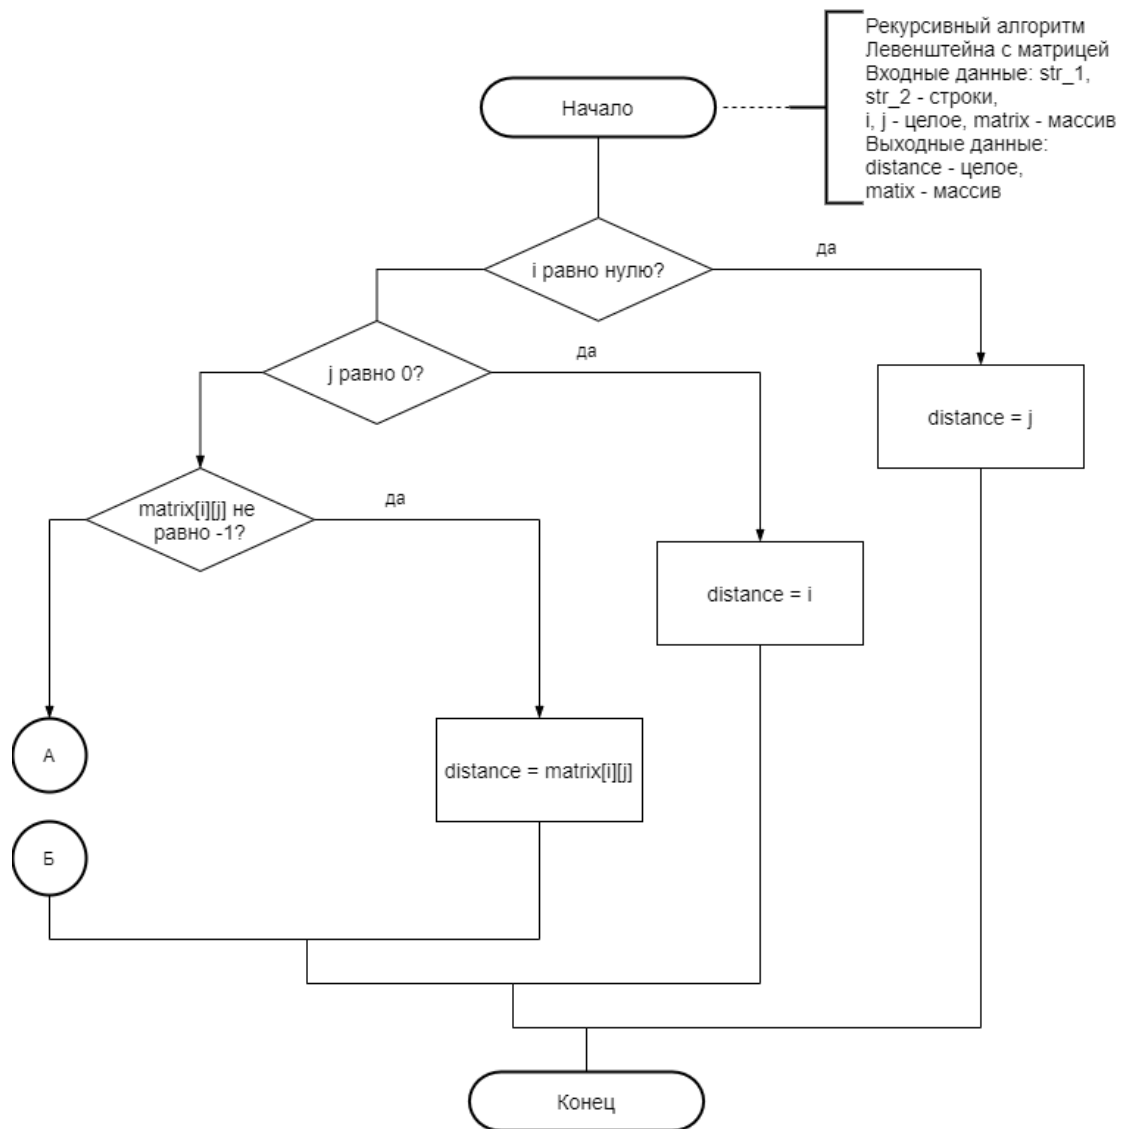 Рекурсивный алгоритм
Левенштейна с матрицей
Входные данные: str_1,
str_2 - строки,
i, j - целое, matrix - массив
Выходные данные:
distance - целое,
matix - массив
Начало
i равно нулю?
да
j равно 0?
да
distance = j
matrix[i][j] не
равно -1?
да
distance = i
А
distance = matrix[i][j]
Б
Конец